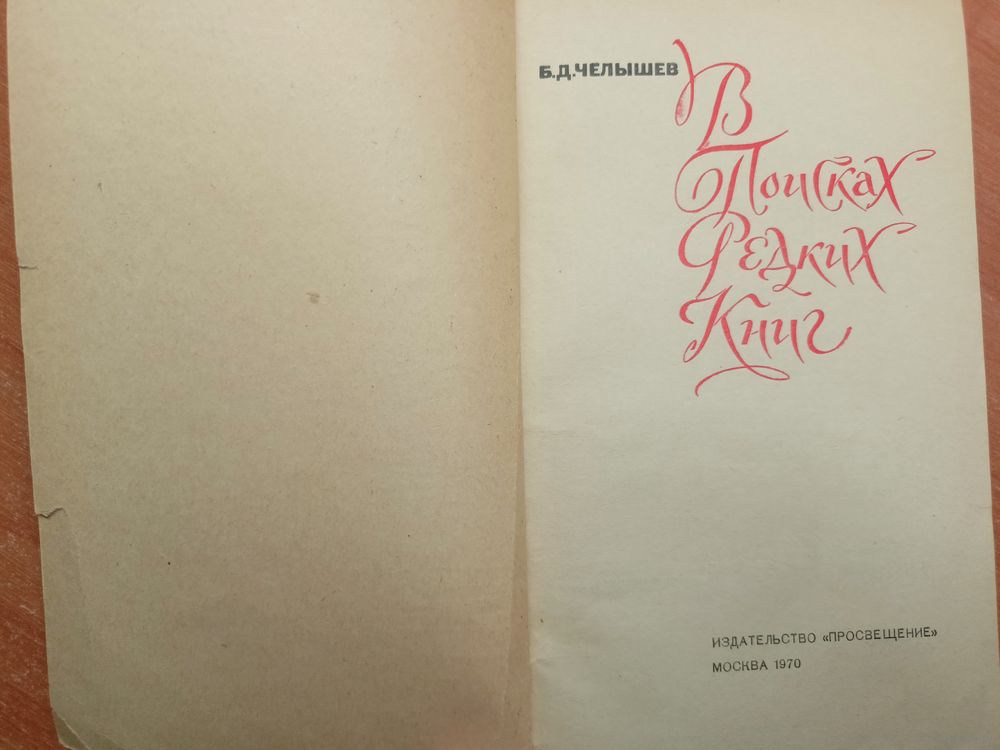 Б.Д.ЧЕЛЫШЕВ
В
Поисках
Редких
Книг
ИЗДАТЕЛЬСТВО «ПРОСВЕЩЕНИЕ»
МОСКВА 1970